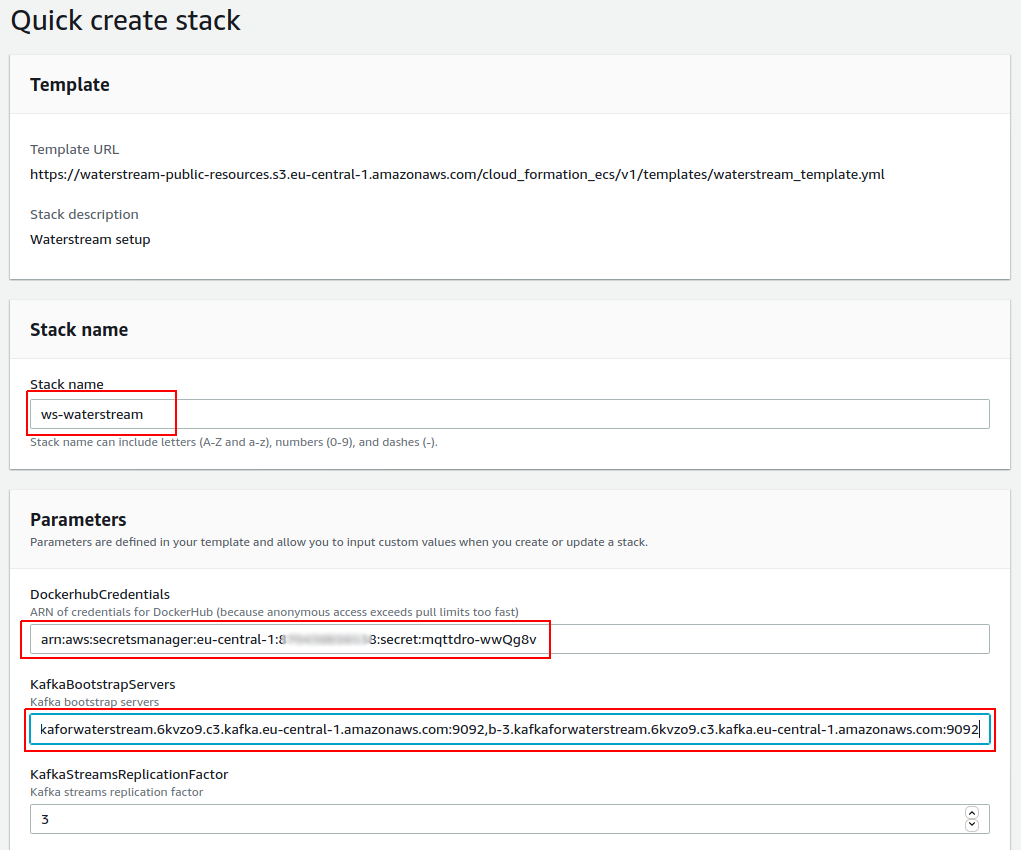 Quick create stack
Template
Template URL
https://waterstream-public-resources.s3.eu-central-1.amazonaws.com/cloud_formation_ecs/v1/templates/waterstream_template.yml
Stack description
Waterstream setup
Stack name
Stack name
ws-waterstream
Stack name can include letters (A-Z and a-z), numbers (0-9), and dashes (-).
Parameters
Parameters are defined in your template and allow you to input custom values when you create or update a stack.
DockerhubCredentials
ARN of credentials for DockerHub (because anonymous access exceeds pull limits too fast)
arn:aws:secretsmanager:eu-central-1:8 8:secret:mqttdro-wwQg8v
KafkaBootstrapServers
Kafka bootstrap servers
kaforwaterstream.6kvzo9.c3.kafka.eu-central-1.amazonaws.com:9092,b-3.kafkaforwaterstream.6kvzo9.c3.kafka.eu-central-1.amazonaws.com:9092
KafkaStreamsReplicationFactor
Kafka streams replication factor
3